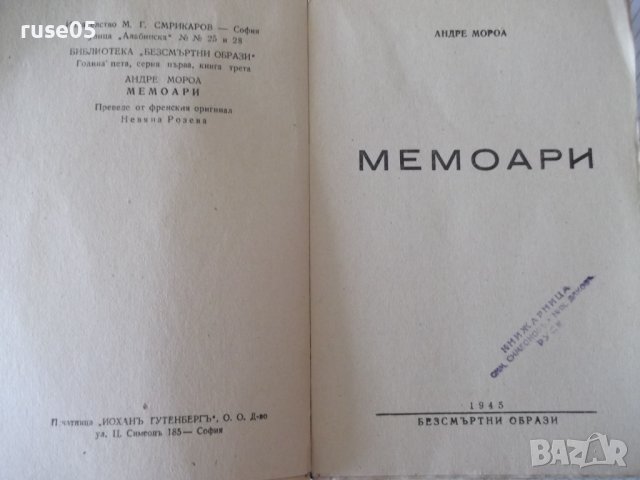 ruse05
Издателство М. Г. СМРИКАРОВ — София
улица „Алабинска" № № 25 и 28
БИБЛИОТЕКА „БЕЗСМЪРТНИ ОБРАЗИ"
Година пета, серия първа, книга трета
АНДРЕ МОРОА
МЕМОАРИ
Преведе от френския оригинал
Невяна Розева
Печатница „ИОХАНЪ ГУТЕНБЕРГЪ", О. О. Д-во
ул. Ц. Симеонъ 185 — София
АНДРЕ МОРОА
МЕМОАРИ
КНИЖАРНИЦА
РУСЕ
1945
БЕЗСМЪРТНИ ОБРАЗИ
BAZAR